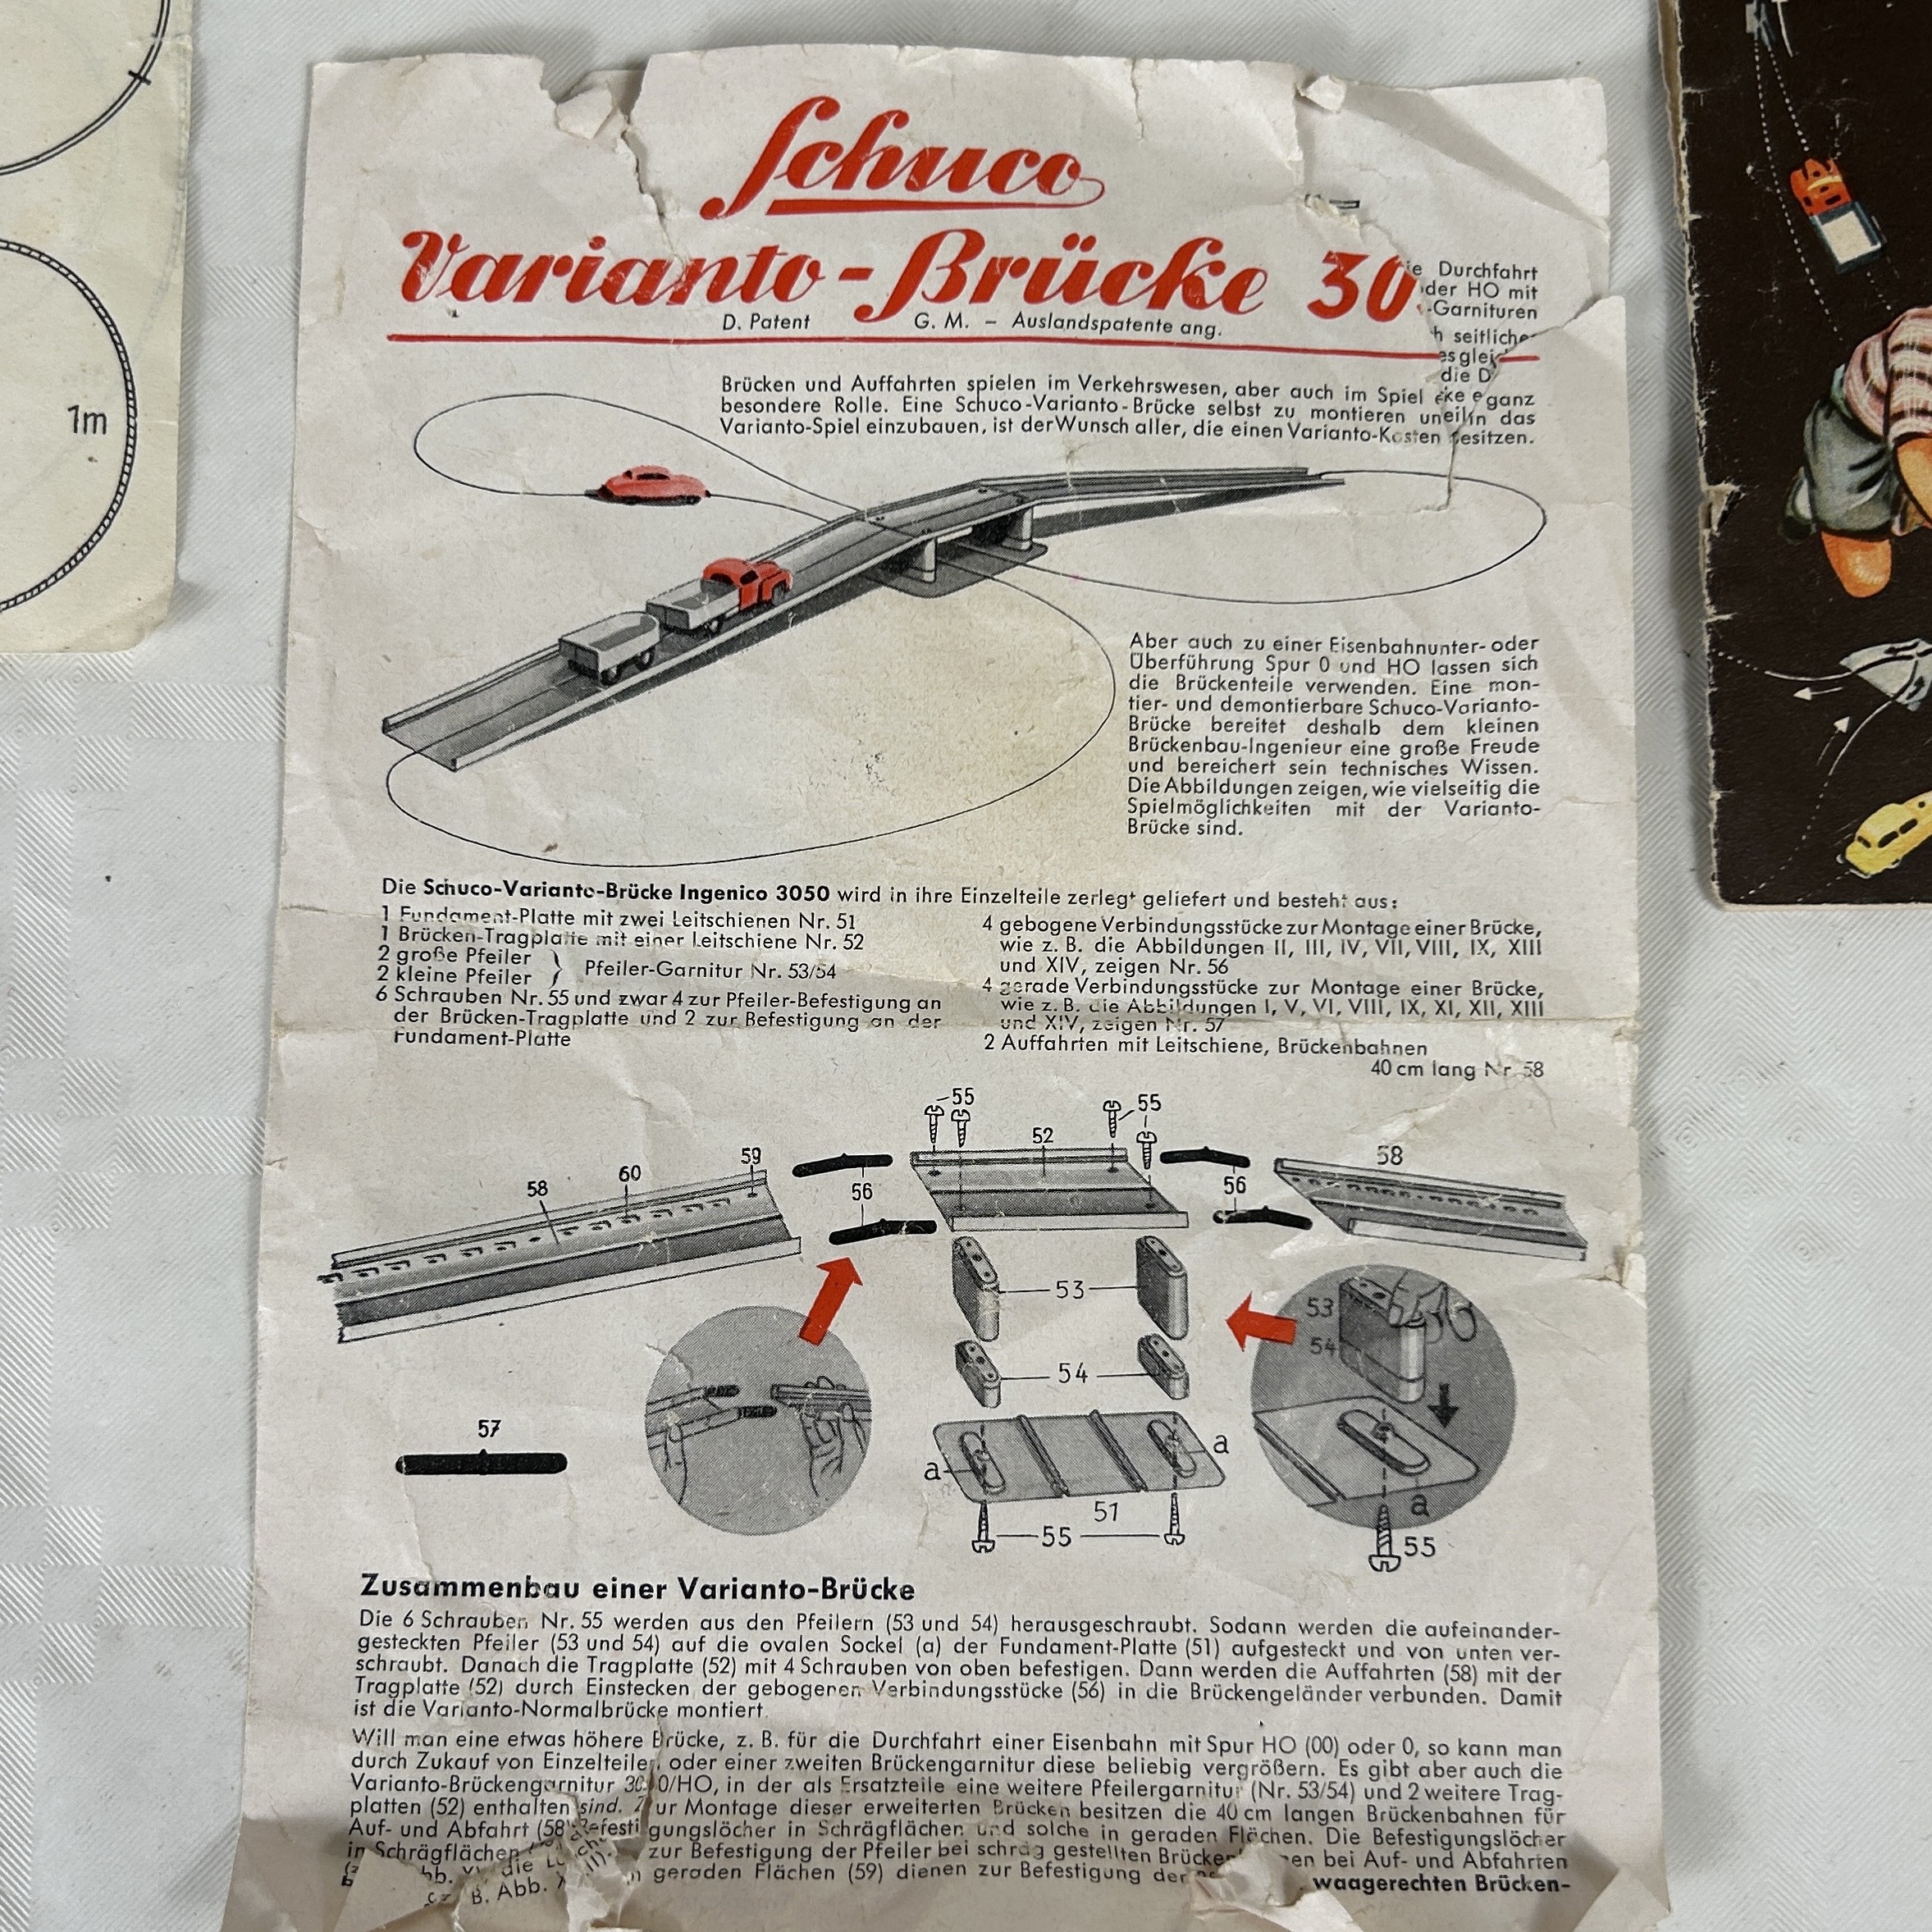 1m
Schuco
Varianto-Brücke 30
D. Patent G. M. – Auslandspatente ang.
Durchfahrt
oder HO mit
-Garnituren
seitliche
die
Brücken und Auffahrten spielen im Verkehrswesen, aber auch im Spiel ganz
besondere Rolle. Eine Schuco-Varianto-Brücke selbst zu montieren un in das
Varianto-Spiel einzubauen, ist der Wunsch aller, die einen Varianto-Kasten besitzen.
Aber auch zu einer Eisenbahnunter- oder
Überführung Spur 0 und HO lassen sich
die Brückenteile verwenden. Eine mon-
tier- und demontierbare Schuco-Varianto-
Brücke bereitet deshalb dem kleinen
Brückenbau-Ingenieur eine große Freude
und bereichert sein technisches Wissen.
Die Abbildungen zeigen, wie vielseitig die
Spielmöglichkeiten mit der Varianto-
Brücke sind.
Die Schuco-Varianto-Brücke Ingenico 3050 wird in ihre Einzelteile zerlegt geliefert und besteht aus:
1 Fundament-Platte mit zwei Leitschienen Nr. 51
1 Brücken-Tragplatte mit einer Leitschiene Nr. 52
2 große Pfeiler
2 kleine Pfeiler } Pfeiler-Garnitur Nr. 53/54
6 Schrauben Nr. 55 und zwar 4 zur Pfeiler-Befestigung an
der Brücken-Tragplatte und 2 zur Befestigung an der
Fundament-Platte
4 gebogene Verbindungsstücke zur Montage einer Brücke,
wie z. B. die Abbildungen II, III, IV, VII, VIII, IX, XIII
und XIV, zeigen Nr. 56
4 gerade Verbindungsstücke zur Montage einer Brücke,
wie z. B. die Abbildungen I, V, VI, VIII, IX, XI, XII, XIII
und XIV, zeigen Nr. 57
2 Auffahrten mit Leitschiene, Brückenbahnen
40 cm lang Nr. 58
55 55
52
58 60 59
56 56
58
53
54
53
54
57
a a
51
55
a
55
Zusammenbau einer Varianto-Brücke
Die 6 Schrauben Nr. 55 werden aus den Pfeilern (53 und 54) herausgeschraubt. Sodann werden die aufeinander-
gesteckten Pfeiler (53 und 54) auf die ovalen Sockel (a) der Fundament-Platte (51) aufgesteckt und von unten ver-
schraubt. Danach die Tragplatte (52) mit 4 Schrauben von oben befestigen. Dann werden die Auffahrten (58) mit der
Tragplatte (52) durch Einstecken der gebogenen Verbindungsstücke (56) in die Brückengeländer verbunden. Damit
ist die Varianto-Normalbrücke montiert.
Will man eine etwas höhere Brücke, z. B. für die Durchfahrt einer Eisenbahn mit Spur HO (00) oder 0, so kann man
durch Zukauf von Einzelteilen oder einer zweiten Brückengarnitur diese beliebig vergrößern. Es gibt aber auch die
Varianto-Brückengarnitur 3050/HO, in der als Ersatzteile eine weitere Pfeilergarnitur (Nr. 53/54) und 2 weitere Trag-
platten (52) enthalten sind. Zur Montage dieser erweiterten Brücken besitzen die 40 cm langen Brückenbahnen für
Auf- und Abfahrt (58) Befestigungslöcher in Schrägflächen und solche in geraden Flächen. Die Befestigungslöcher
in Schrägflächen zur Befestigung der Pfeiler bei schräg gestellten Brücken bei Auf- und Abfahrten
die geraden Flächen (59) dienen zur Befestigung der waagerechten Brücken-
B. Abb.